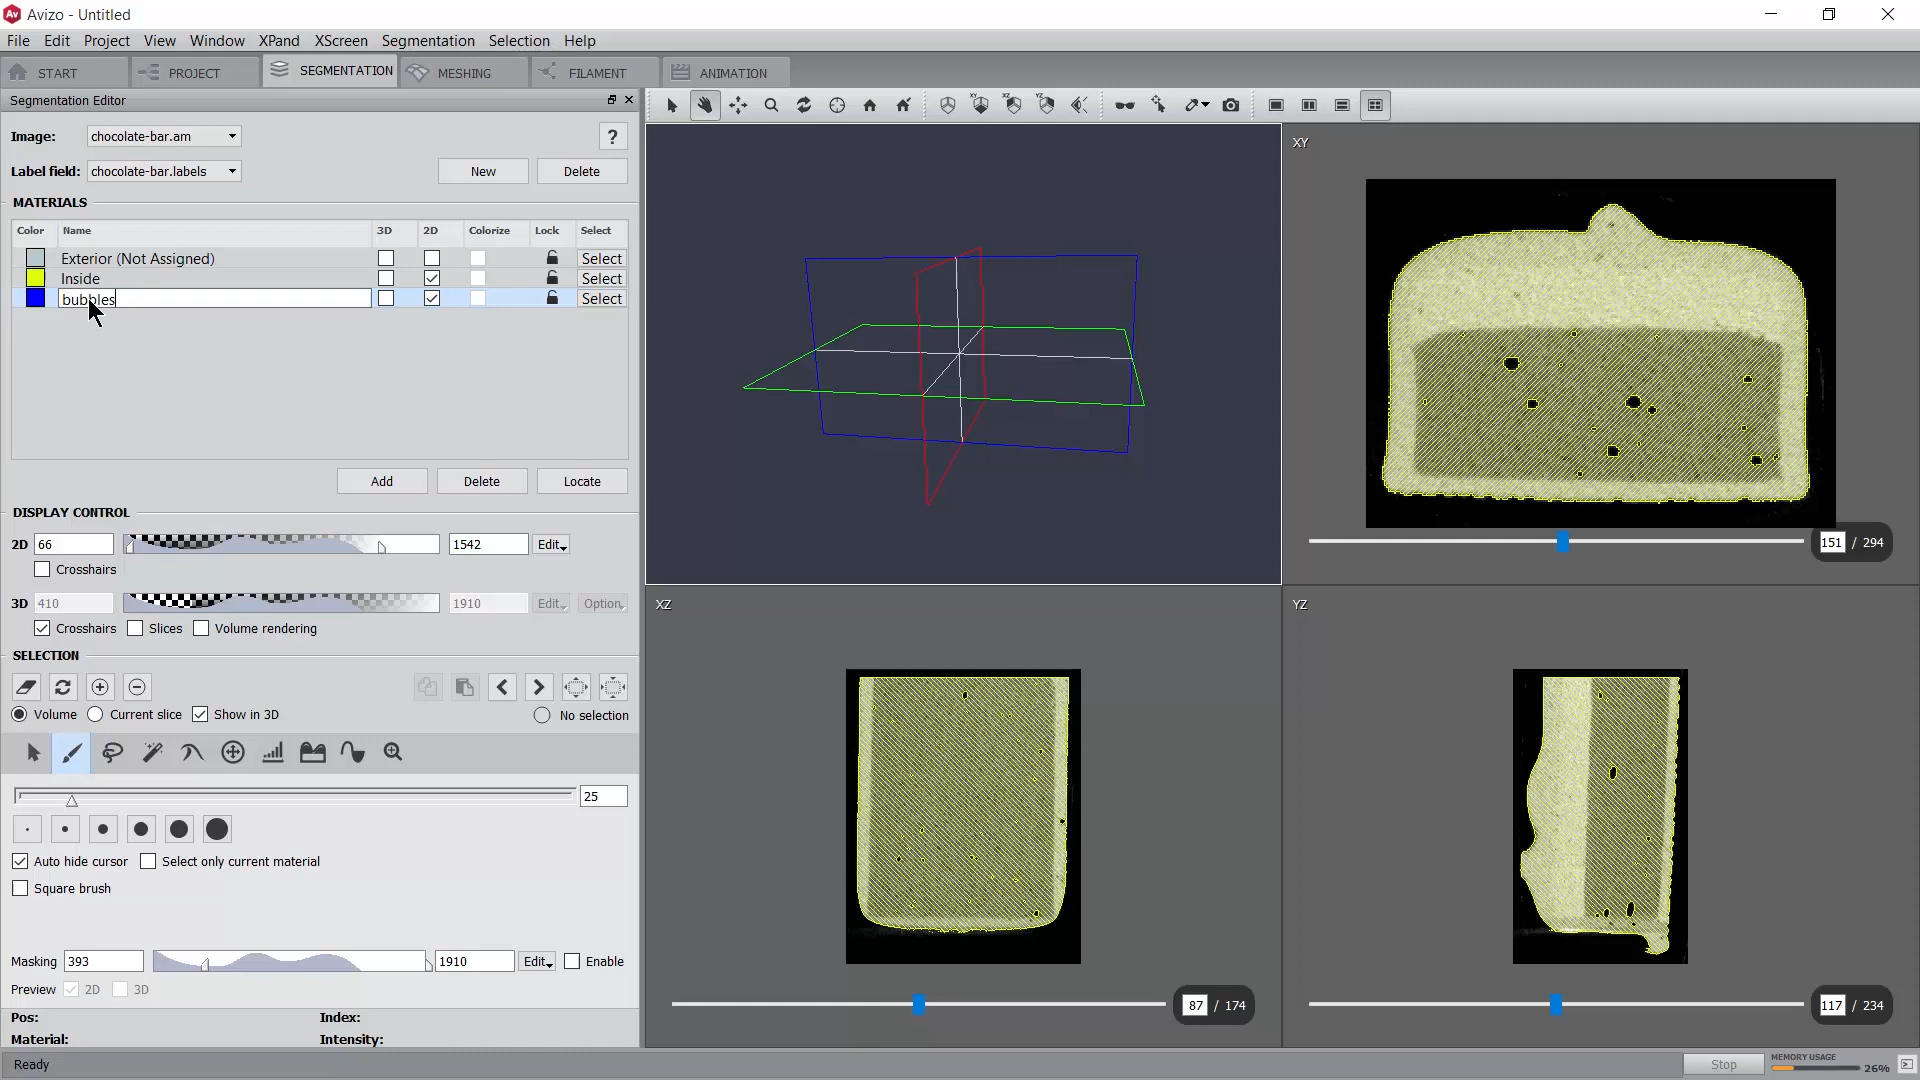 Avizo - Untitled
File Edit Project View Window XPand XScreen Segmentation Selection Help
START PROJECT SEGMENTATION MESHING FILAMENT ANIMATION
Segmentation Editor
Image: chocolate-bar.am ?
Label field: chocolate-bar.labels New Delete
MATERIALS
Color Name 3D 2D Colorize Lock Select
Exterior (Not Assigned) Select
Inside Select
bubbles Select
Add Delete Locate
DISPLAY CONTROL
2D 66 1542 Edit
Crosshairs
3D 410 1910 Edit Option
Crosshairs Slices Volume rendering
SELECTION
Volume Current slice Show in 3D No selection
25
Auto hide cursor Select only current material
Square brush
Masking 393 1910 Edit Enable
Preview 2D 3D
Pos: Index:
Material: Intensity:
Ready
XY XZ YZ
XY
151 / 294
XZ
87 / 174
YZ
117 / 234
Stop MEMORY USAGE 26%